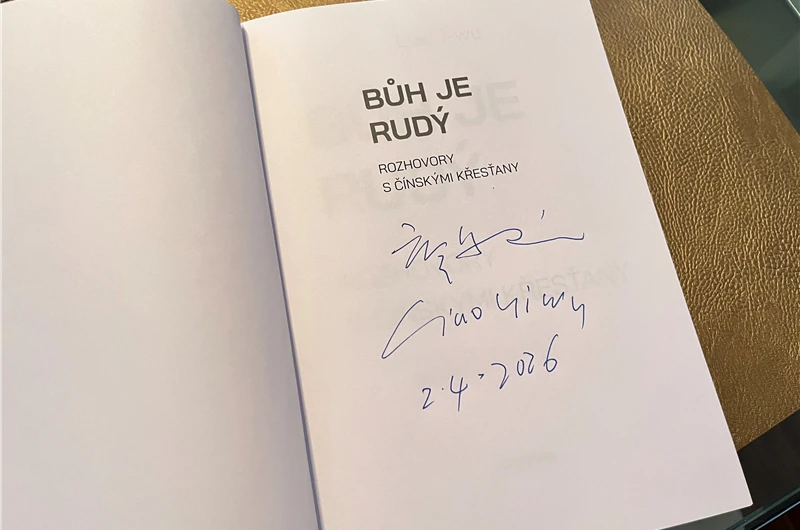 BŮH JE
RUDÝ
ROZHOVORY
S ČÍNSKÝMI KŘESŤANY
Liao Yiwu
2.4.2026